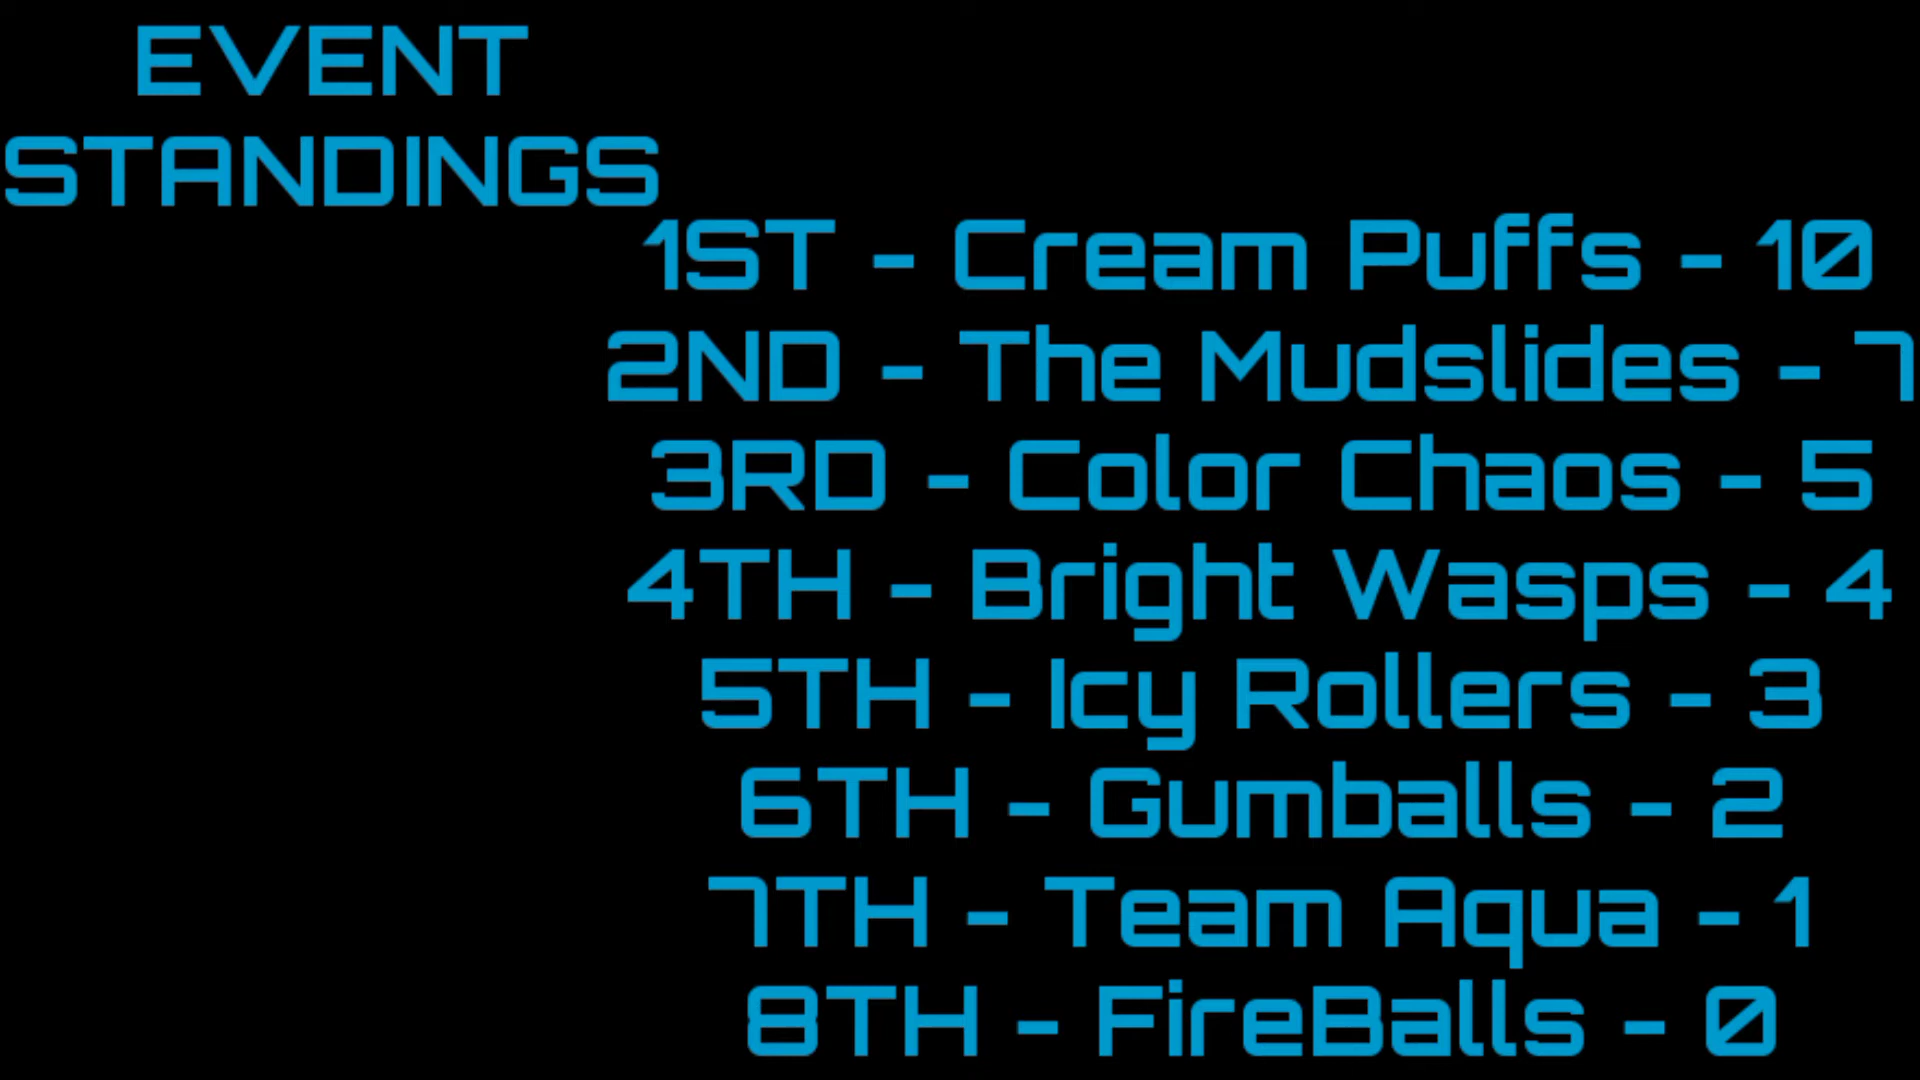 EVENT
STANDINGS
1ST - Cream Puffs - 10
2ND - The Mudslides - 7
3RD - Color Chaos - 5
4TH - Bright Wasps - 4
5TH - Icy Rollers - 3
6TH - Gumballs - 2
7TH - Team Aqua - 1
8TH - FireBalls - 0